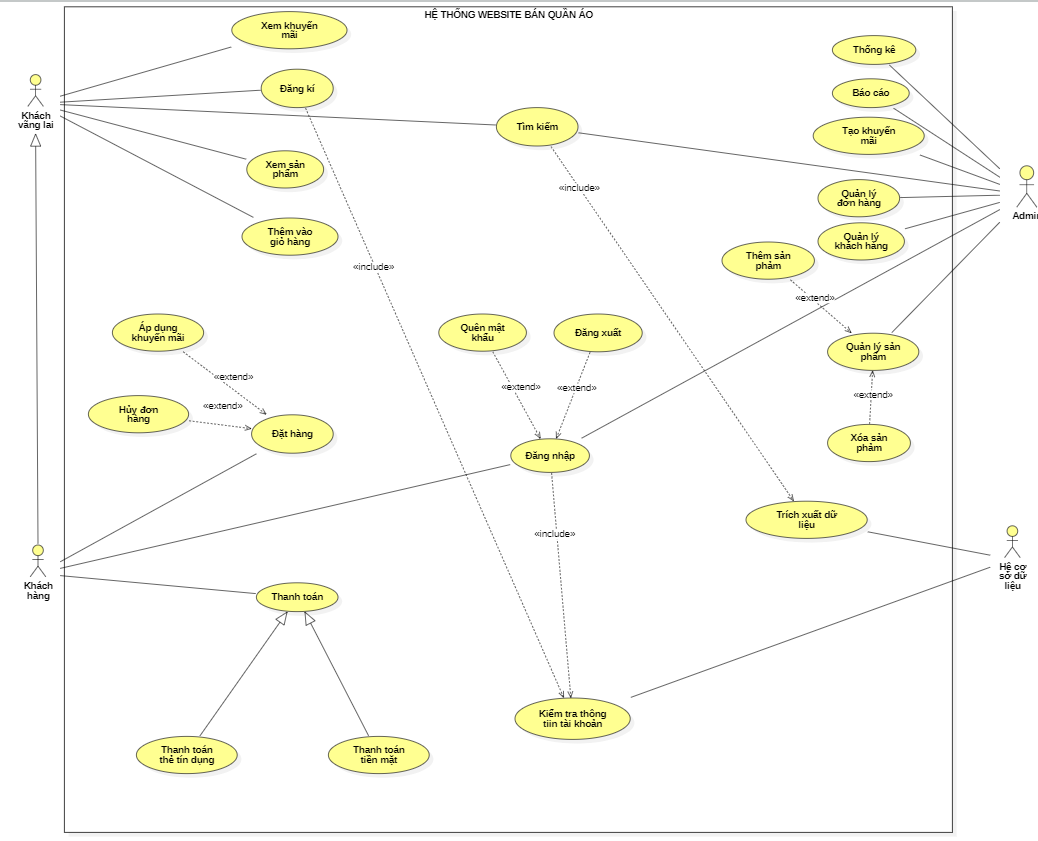 HỆ THỐNG WEBSITE BÁN QUẦN ÁO
Xem khuyến
mãi
Thống kê
Đăng kí
Báo cáo
Khách
vãng lai
Tìm kiếm
Tạo khuyến
mãi
Xem sản
phẩm
«include»
Quản lý
đơn hàng
Admin
Thêm vào
giỏ hàng
Quản lý
khách hàng
«include»
Thêm sản
phảm
«extend»
Áp dụng
khuyến mãi
Quên mật
khẩu
Đăng xuất
Quản lý sản
phẩm
«extend»
«extend»
«extend»
«extend»
«extend»
Hủy đơn
hàng
Đặt hàng
Xóa sản
phảm
Đăng nhập
Trích xuất dữ
liệu
«include»
Khách
hàng
Hệ cơ
sở dữ
liệu
Thanh toán
Kiểm tra thông
tiin tài khoản
Thanh toán
thẻ tín dụng
Thanh toán
tiền mặt